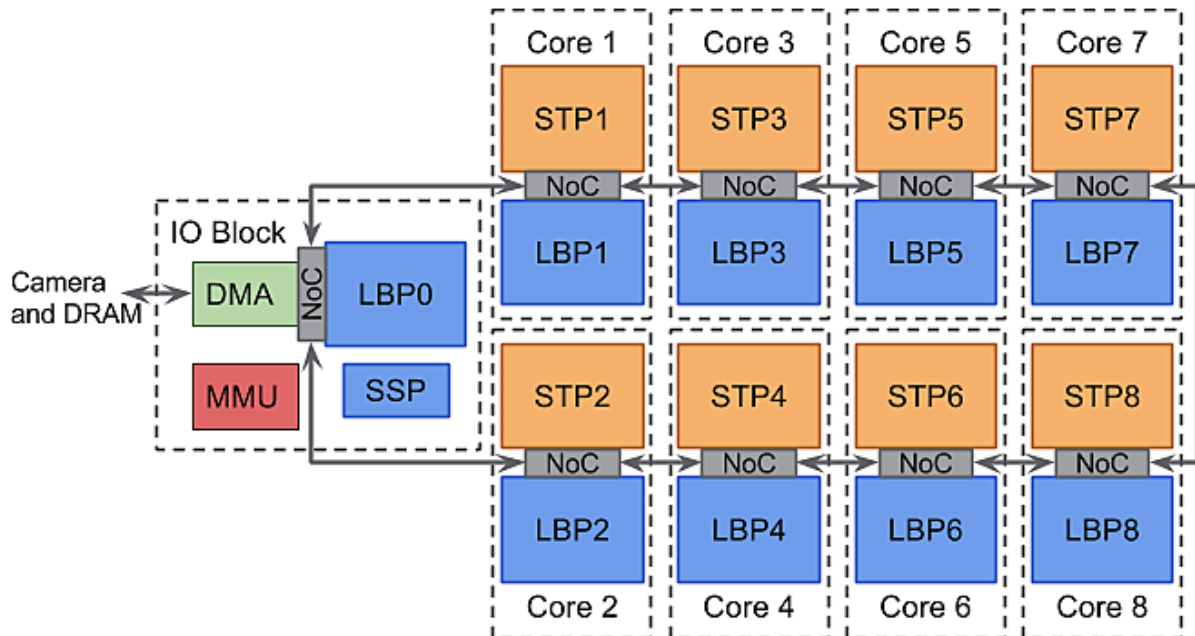 Core 1
Core 3
Core 5
Core 7
STP1
STP3
STP5
STP7
NoC
NoC
NoC
NoC
LBP1
LBP3
LBP5
LBP7
IO Block
Camera
and DRAM
DMA
NoC
LBP0
MMU
SSP
STP2
STP4
STP6
STP8
NoC
NoC
NoC
NoC
LBP2
LBP4
LBP6
LBP8
Core 2
Core 4
Core 6
Core 8